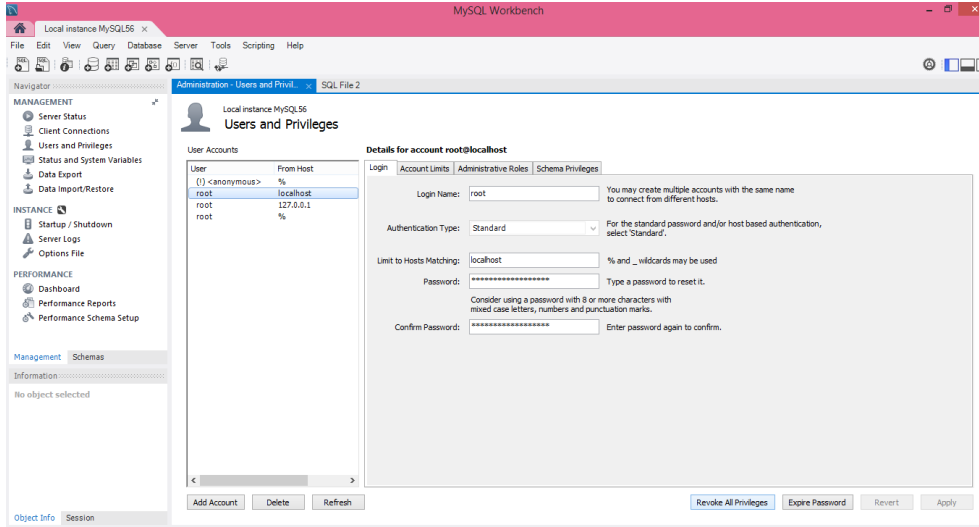 MySQL Workbench
Local instance MySQL56 ×
File Edit View Query Database Server Tools Scripting Help
Navigator
Administration - Users and Privil... × SQL File 2
MANAGEMENT
Server Status
Client Connections
Users and Privileges
Status and System Variables
Data Export
Data Import/Restore
INSTANCE
Startup / Shutdown
Server Logs
Options File
PERFORMANCE
Dashboard
Performance Reports
Performance Schema Setup
Management Schemas
Information
No object selected
Object Info Session
Local instance MySQL56
Users and Privileges
User Accounts
User From Host
(!) <anonymous> %
root localhost
root 127.0.0.1
root %
Add Account Delete Refresh
Details for account root@localhost
Login Account Limits Administrative Roles Schema Privileges
Login Name: root You may create multiple accounts with the same name
to connect from different hosts.
Authentication Type: Standard For the standard password and/or host based authentication,
select 'Standard'.
Limit to Hosts Matching: localhost % and _ wildcards may be used
Password: ****************** Type a password to reset it.
Consider using a password with 8 or more characters with
mixed case letters, numbers and punctuation marks.
Confirm Password: ****************** Enter password again to confirm.
Revoke All Privileges Expire Password Revert Apply